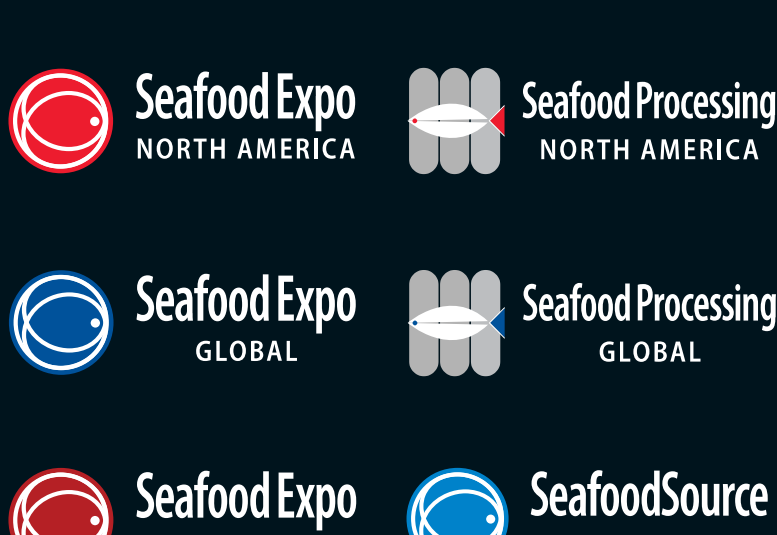 Seafood Expo
NORTH AMERICA
Seafood Processing
NORTH AMERICA
Seafood Expo
GLOBAL
Seafood Processing
GLOBAL
Seafood Expo
SeafoodSource